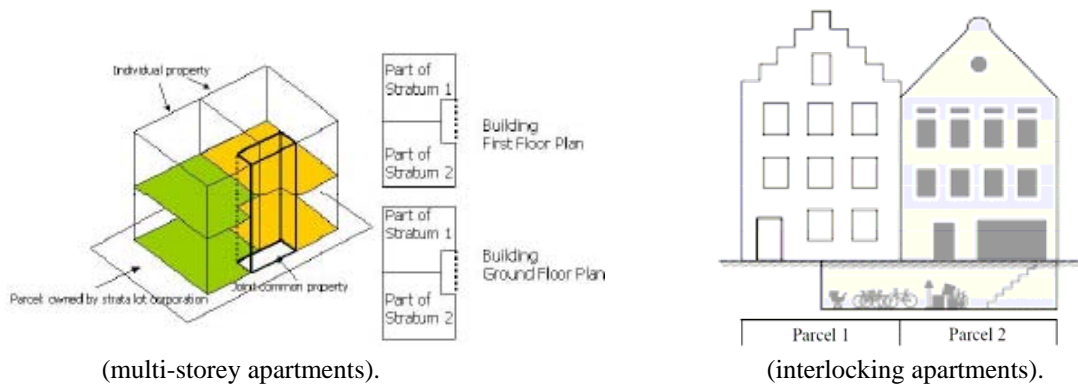 Individual property
Part of
Stratum 1
Building
First Floor Plan
Part of
Stratum 2
Part of
Stratum 1
Building
Ground Floor Plan
Part of
Stratum 2
Joint common property
Parcel: owned by strata lot corporation
(multi-storey apartments).
Parcel 1
Parcel 2
(interlocking apartments).